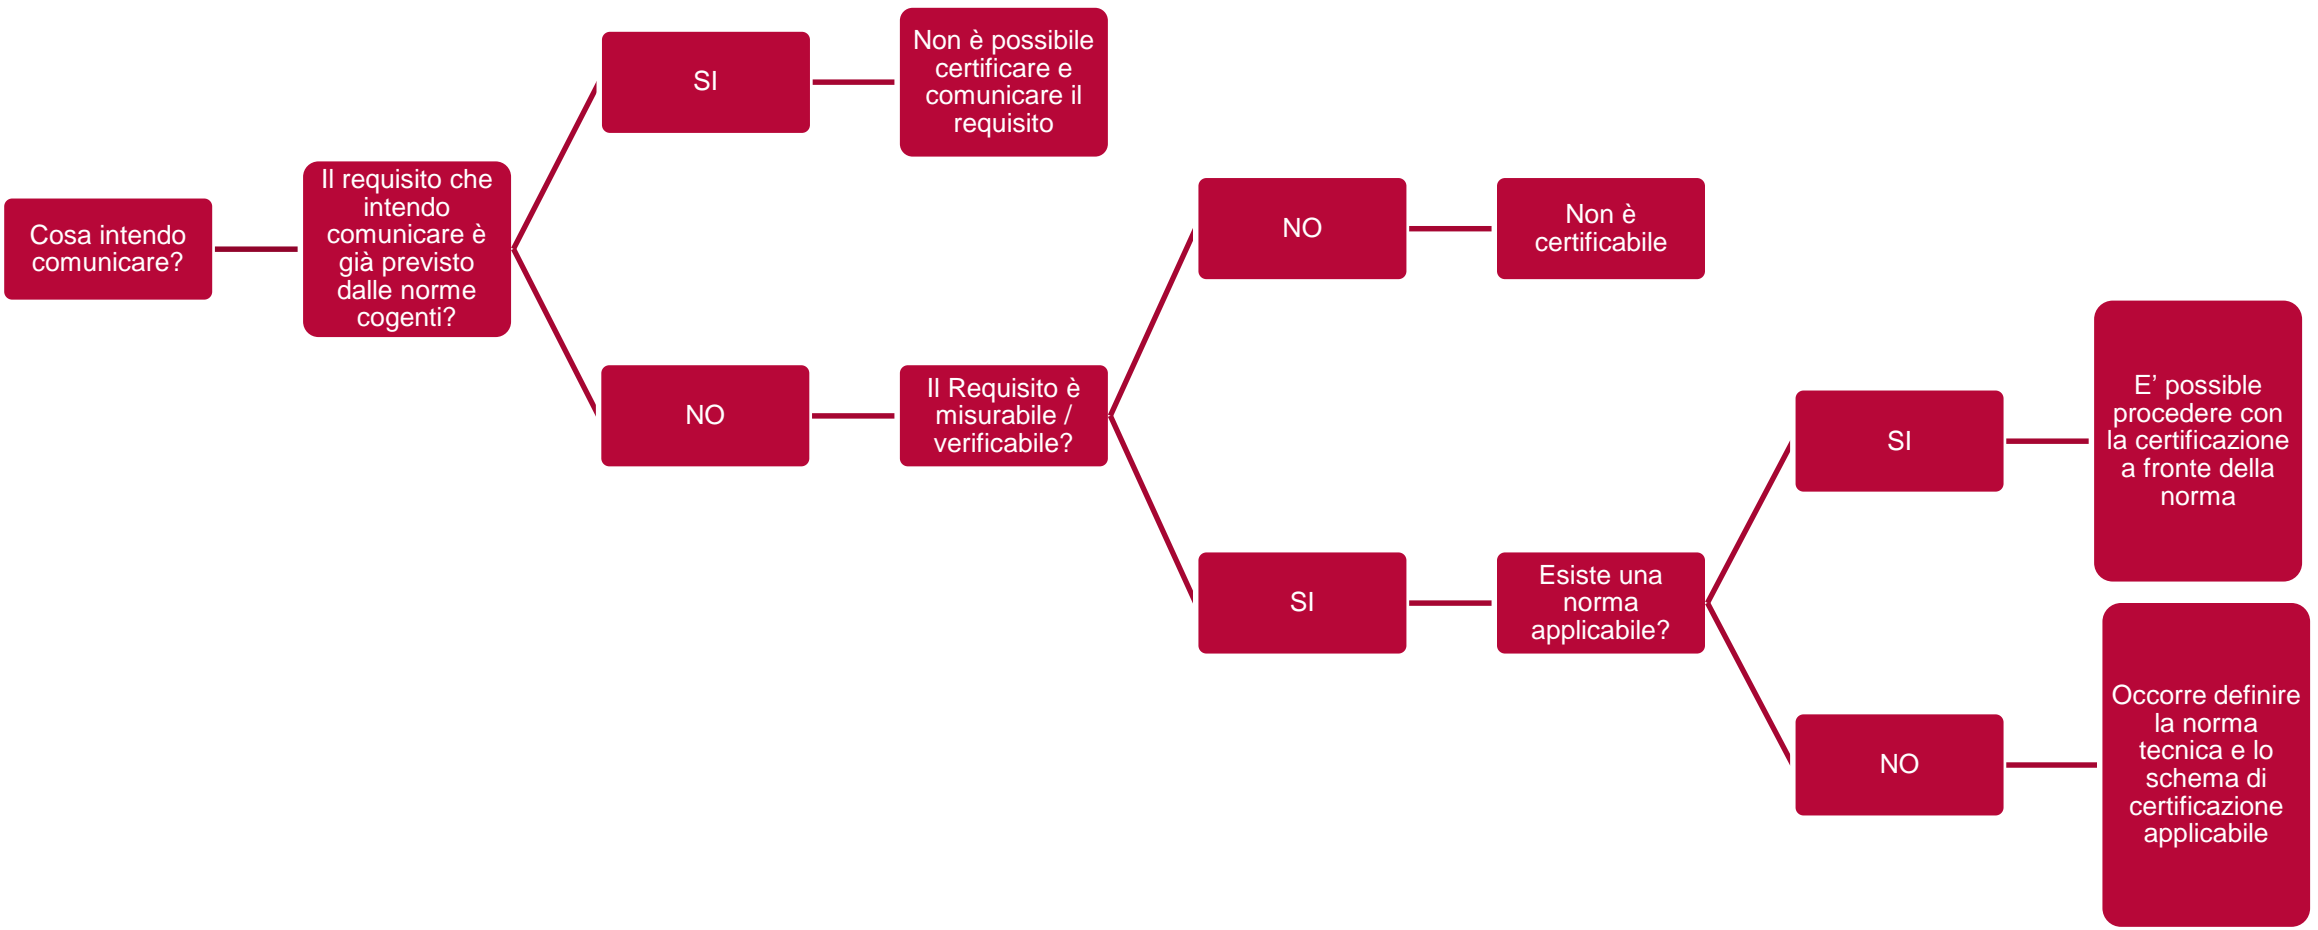 Cosa intendo
comunicare?
Il requisito che
intendo
comunicare è
già previsto
dalle norme
cogenti?
SI
Non è possibile
certificare e
comunicare il
requisito
NO
Il Requisito è
misurabile /
verificabile?
NO
Non è
certificabile
SI
Esiste una
norma
applicabile?
SI
E’ possible
procedere con
la certificazione
a fronte della
norma
NO
Occorre definire
la norma
tecnica e lo
schema di
certificazione
applicabile